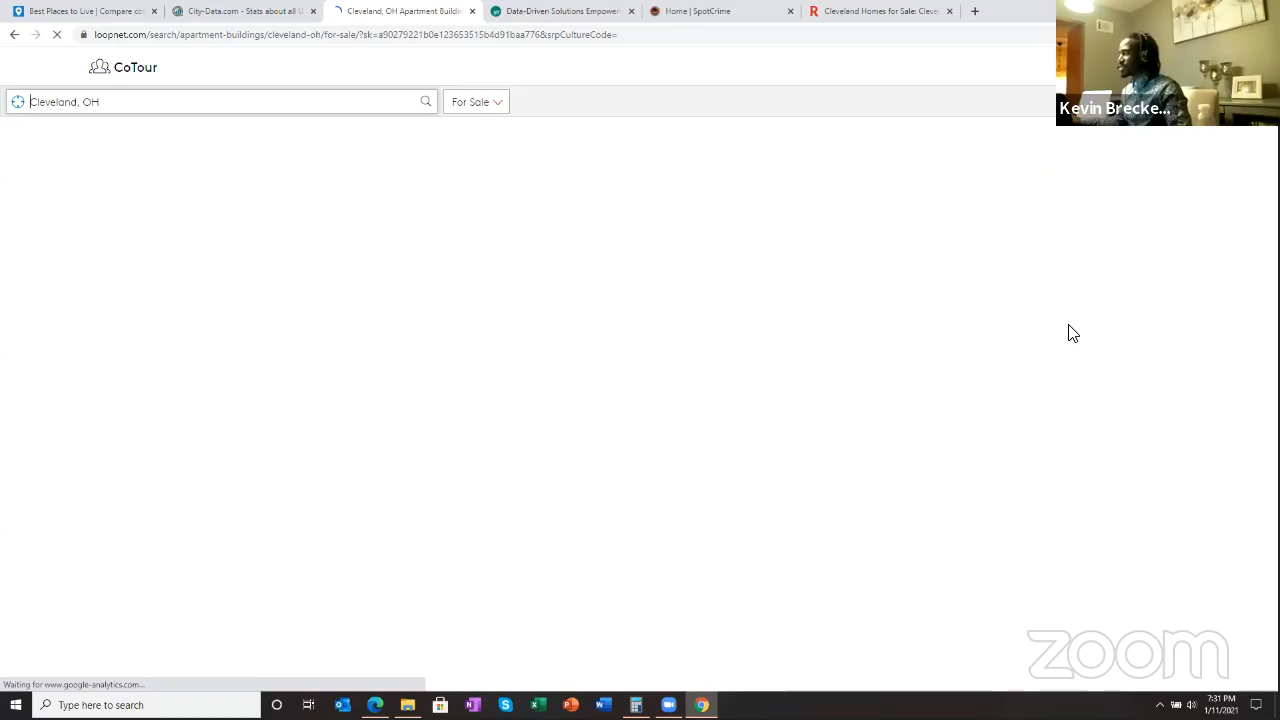 Best Places to Live | Compare co
City-Data.com - Stats about all U
Cleveland, OH Apartment Buildin
Data-Driven Solutions Empower
Home | SpotCrime
Cleveland Homes for Sale: Clevel
loopnet.com/search/apartment-buildings/cleveland-oh/for-sale/?sk=a90279221b0e123653515b4d91baa776&srpCultureCode=
CoTour
Cleveland, OH
For Sale
Kevin Brecke...
zoom
Waiting for www.google-analytics.com...
Type here to search
7:31 PM
1/11/2021